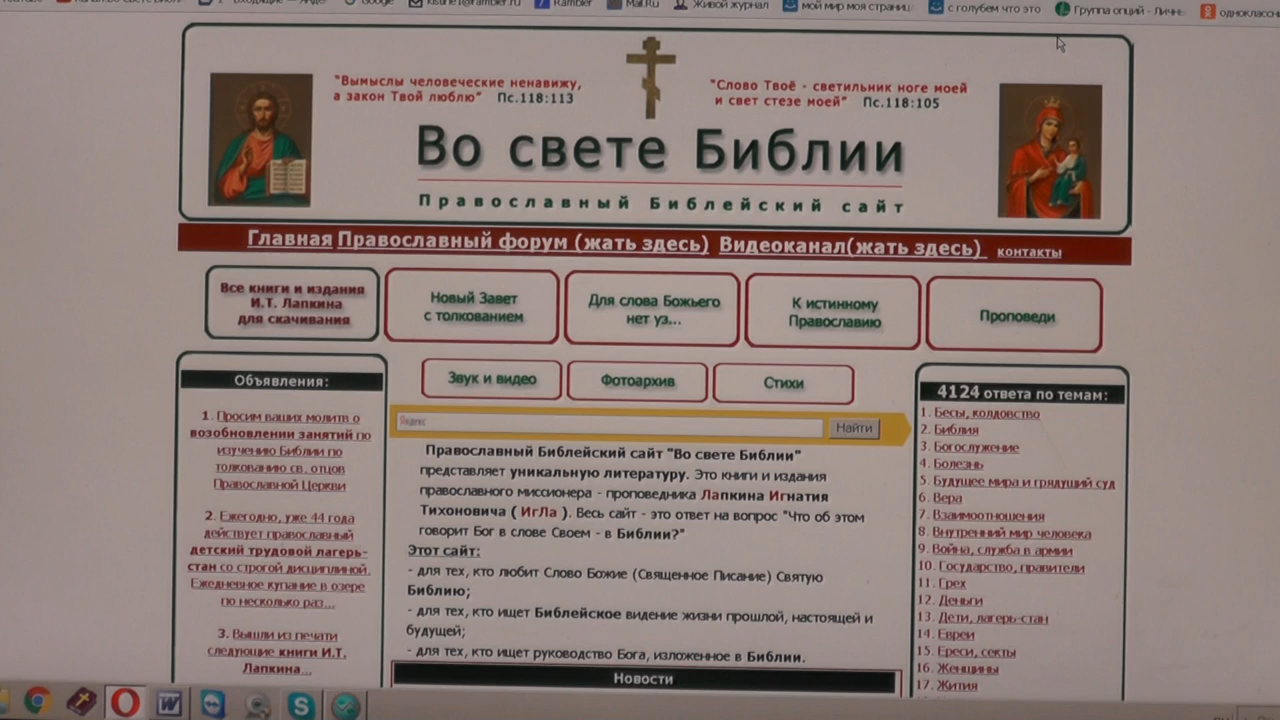 Google
Rambler
Mail.Ru
Живой журнал
мой мир моя страниц
с голубем что это
Группа опций - Личн
"Вымыслы человеческие ненавижу,
а закон Твой люблю" Пс.118:113
"Слово Твоё - светильник ноге моей
и свет стезе моей" Пс.118:105
Во свете Библии
Православный Библейский сайт
Главная Православный форум (жать здесь) Видеоканал(жать здесь) контакты
Все книги и издания
И.Т. Лапкина
для скачивания
Новый Завет
с толкованием
Для слова Божьего
нет уз...
К истинному
Православию
Проповеди
Звук и видео
Фотоархив
Стихи
Объявления:
1. Просим ваших молитв о
возобновлении занятий по
изучению Библии по
толкованию св. отцов
Православной Церкви
2. Ежегодно, уже 44 года
действует православный
детский трудовой лагерь-
стан со строгой дисциплиной.
Ежедневное купание в озере
по несколько раз...
3. Вышли из печати
следующие книги И.Т.
Лапкина...
Яндекс
Найти
Православный Библейский сайт "Во свете Библии"
представляет уникальную литературу. Это книги и издания
православного миссионера - проповедника Лапкина Игнатия
Тихоновича ( ИгЛа ). Весь сайт - это ответ на вопрос "Что об этом
говорит Бог в слове Своем - в Библии?"
Этот сайт:
- для тех, кто любит Слово Божие (Священное Писание) Святую
Библию;
- для тех, кто ищет Библейское видение жизни прошлой, настоящей и
будущей;
- для тех, кто ищет руководство Бога, изложенное в Библии.
Новости
4124 ответа по темам:
1. Бесы, колдовство
2. Библия
3. Богослужение
4. Болезнь
5. Будущее мира и грядущий суд
6. Вера
7. Взаимоотношения
8. Внутренний мир человека
9. Война, служба в армии
10. Государство, правители
11. Грех
12. Деньги
13. Дети, лагерь-стан
14. Евреи
15. Ереси, секты
16. Женщины
17. Жития